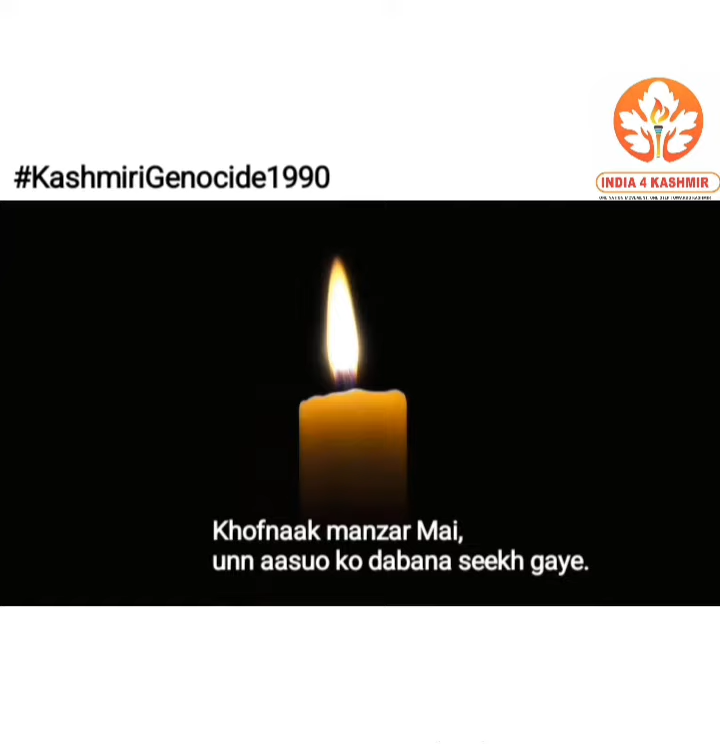 #KashmiriGenocide1990
INDIA 4 KASHMIR
Khofnaak manzar Mai,
unn aasuo ko dabana seekh gaye.